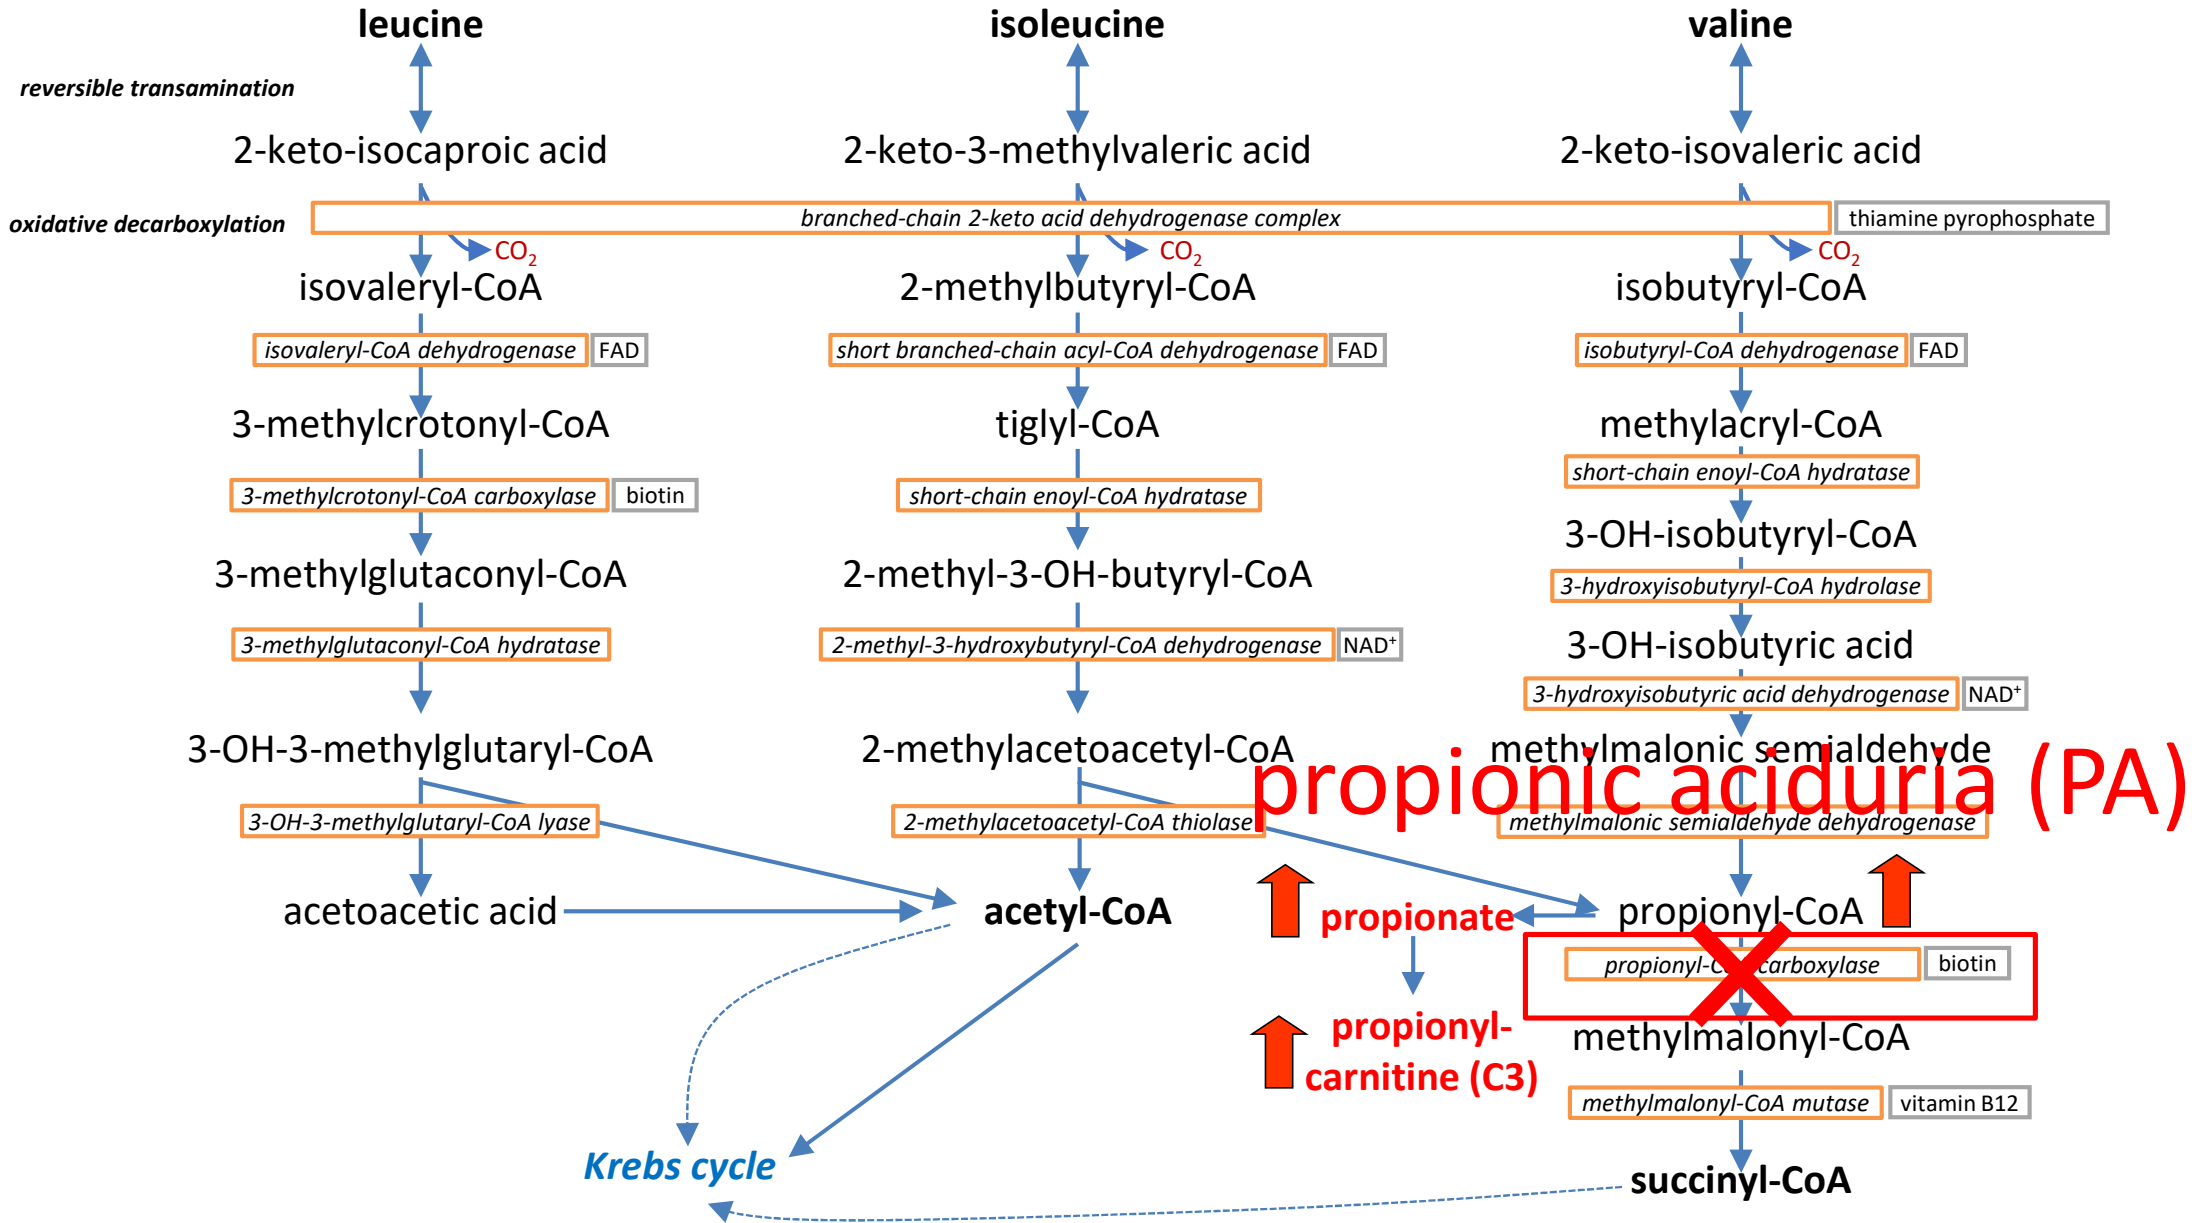 leucine
isoleucine
valine
reversible transamination
2-keto-isocaproic acid
2-keto-3-methylvaleric acid
2-keto-isovaleric acid
oxidative decarboxylation
branched-chain 2-keto acid dehydrogenase complex
thiamine pyrophosphate
CO2
CO2
CO2
isovaleryl-CoA
2-methylbutyryl-CoA
isobutyryl-CoA
isovaleryl-CoA dehydrogenase
FAD
short branched-chain acyl-CoA dehydrogenase
FAD
isobutyryl-CoA dehydrogenase
FAD
3-methylcrotonyl-CoA
tiglyl-CoA
methylacryl-CoA
3-methylcrotonyl-CoA carboxylase
biotin
short-chain enoyl-CoA hydratase
short-chain enoyl-CoA hydratase
3-OH-isobutyryl-CoA
3-methylglutaconyl-CoA
2-methyl-3-OH-butyryl-CoA
3-hydroxyisobutyryl-CoA hydrolase
3-methylglutaconyl-CoA hydratase
2-methyl-3-hydroxybutyryl-CoA dehydrogenase
NAD+
3-OH-isobutyric acid
3-hydroxyisobutyric acid dehydrogenase
NAD+
3-OH-3-methylglutaryl-CoA
2-methylacetoacetyl-CoA
methylmalonic semialdehyde
propionic aciduria (PA)
3-OH-3-methylglutaryl-CoA lyase
2-methylacetoacetyl-CoA thiolase
methylmalonic semialdehyde dehydrogenase
acetoacetic acid
acetyl-CoA
propionate
propionyl-CoA
propionyl-CoA carboxylase
biotin
propionyl-
carnitine (C3)
methylmalonyl-CoA
methylmalonyl-CoA mutase
vitamin B12
Krebs cycle
succinyl-CoA